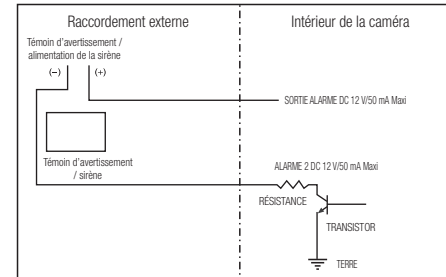 Raccordement externe
Intérieur de la caméra
Témoin d'avertissement /
alimentation de la sirène
(–)
(+)
SORTIE ALARME DC 12 V/50 mA Maxi
Témoin d'avertissement
/ sirène
ALARME 2 DC 12 V/50 mA Maxi
RÉSISTANCE
TRANSISTOR
TERRE